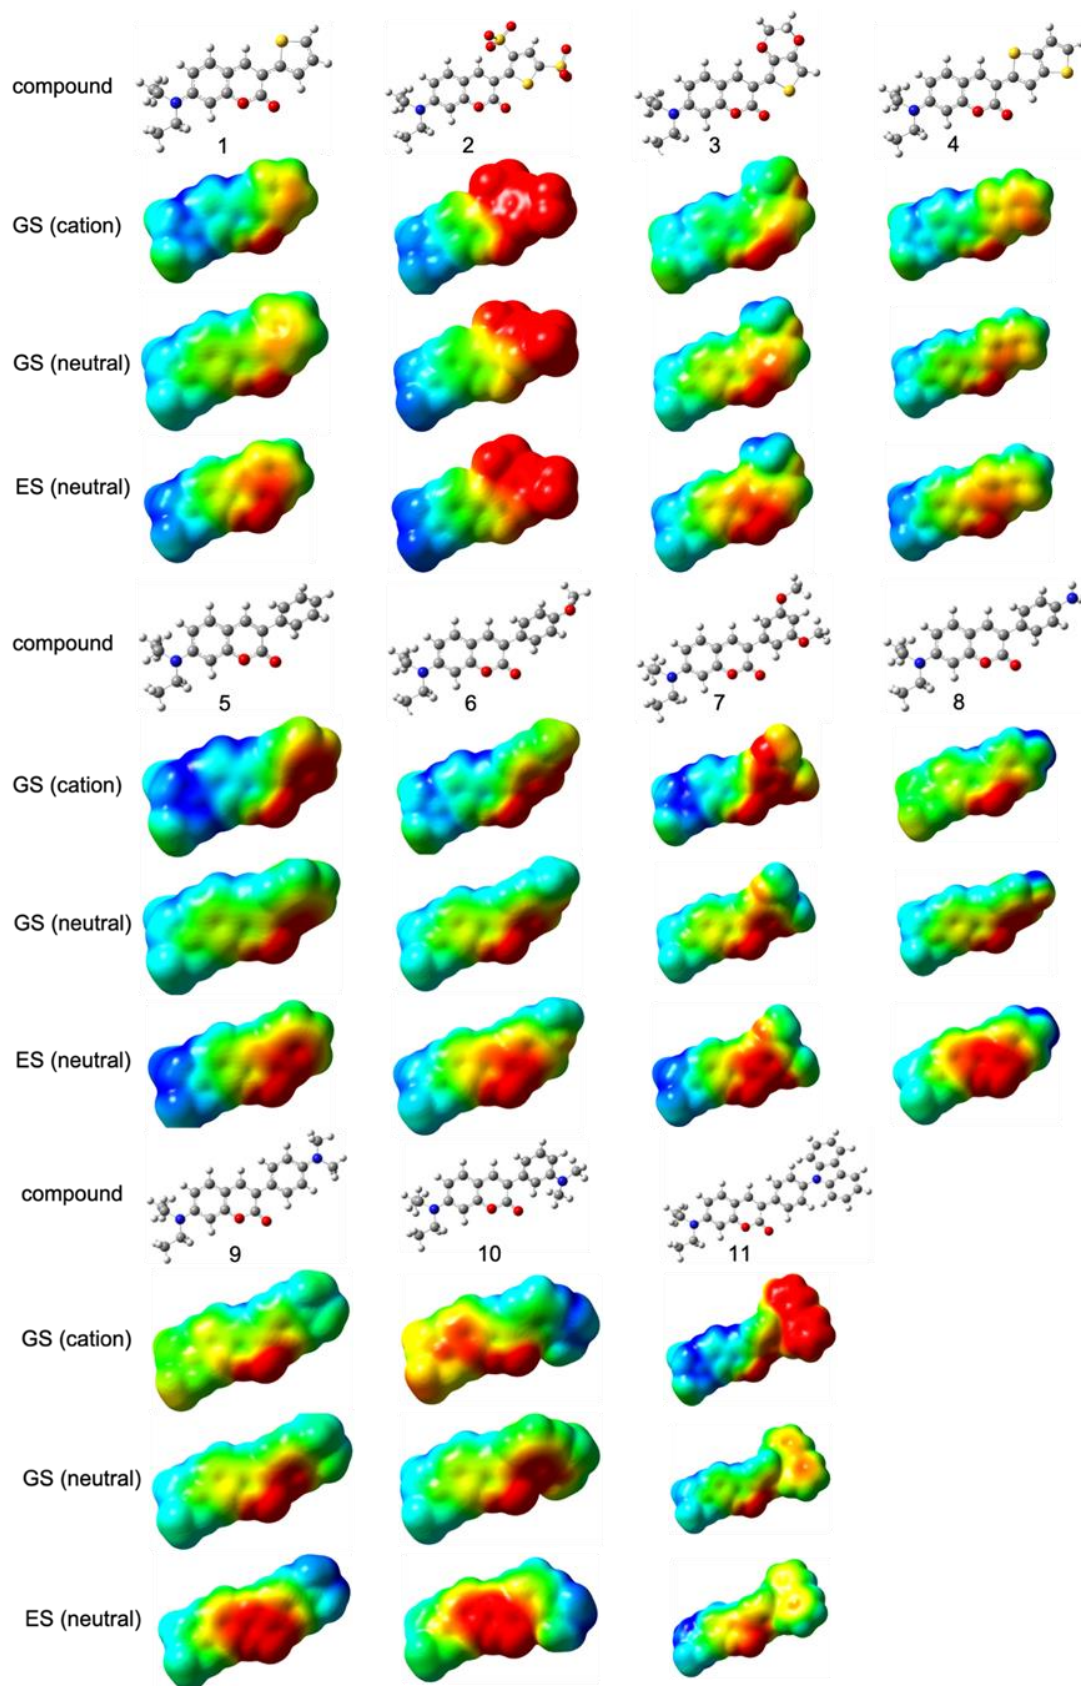 compound
1 2 3 4
GS (cation)
GS (neutral)
ES (neutral)
compound
5 6 7 8
GS (cation)
GS (neutral)
ES (neutral)
compound
9 10 11
GS (cation)
GS (neutral)
ES (neutral)